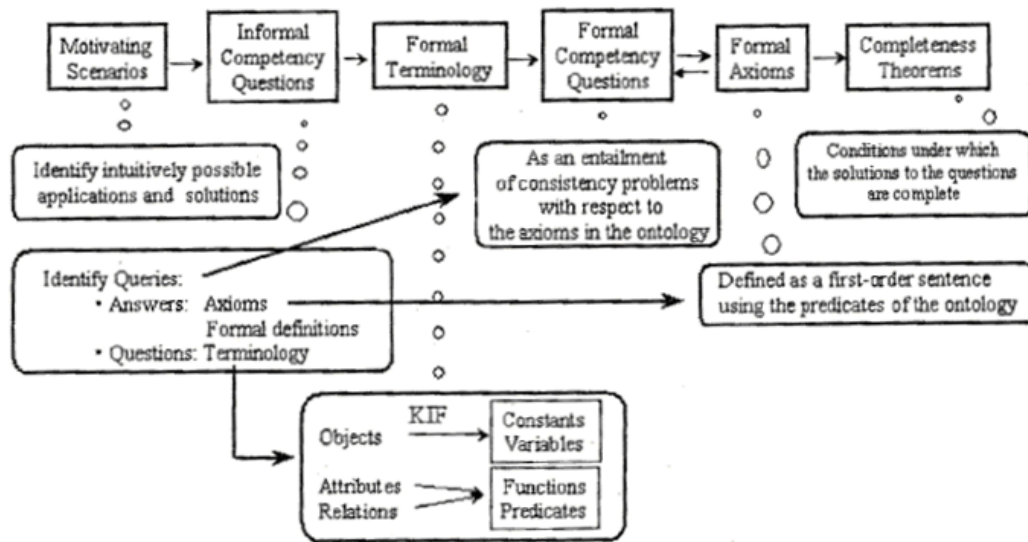 Motivating
Scenarios
Informal
Competency
Questions
Formal
Terminology
Formal
Competency
Questions
Formal
Axioms
Completeness
Theorems
Identify intuitively possible
applications and solutions
As an entailment
of consistency problems
with respect to
the axioms in the ontology
Conditions under which
the solutions to the questions
are complete
Identify Queries:
• Answers: Axioms
Formal definitions
• Questions: Terminology
Defined as a first-order sentence
using the predicates of the ontology
KIF
Objects
Constants
Variables
Attributes
Relations
Functions
Predicates